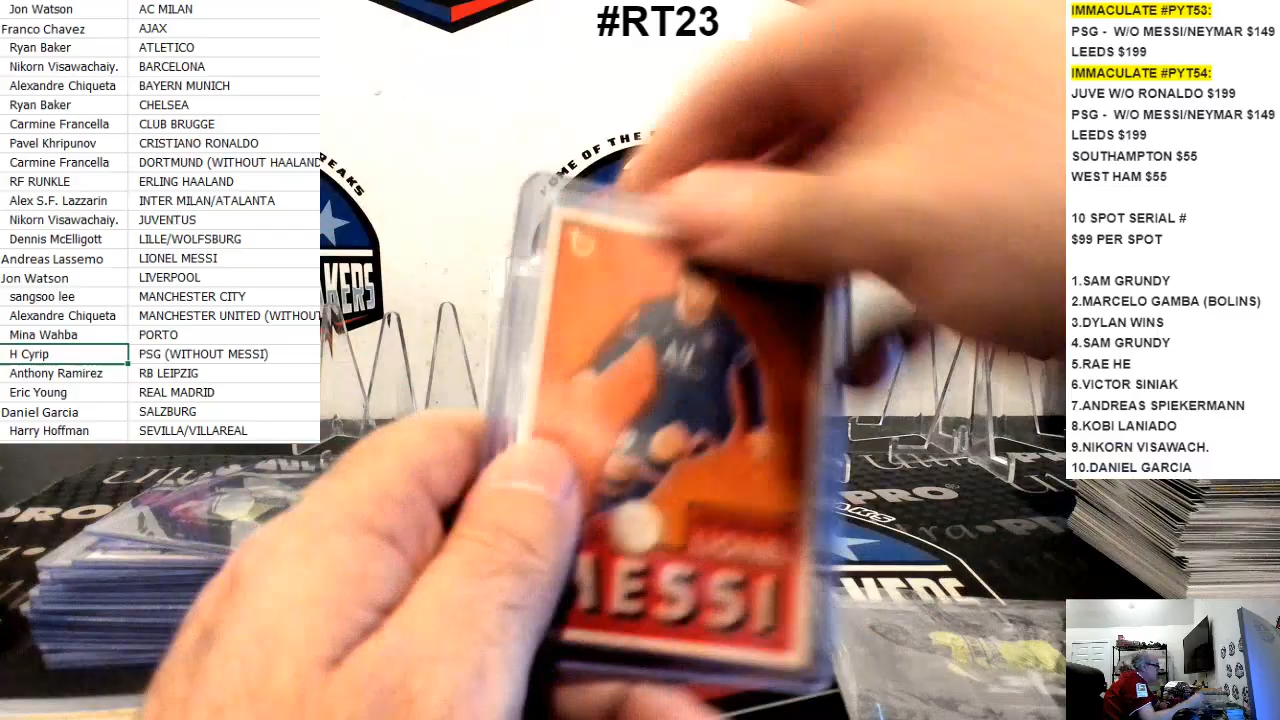 Jon Watson AC MILAN
Franco Chavez AJAX
Ryan Baker ATLETICO
Nikorn Visawachaiy. BARCELONA
Alexandre Chiqueta BAYERN MUNICH
Ryan Baker CHELSEA
Carmine Francella CLUB BRUGGE
Pavel Khripunov CRISTIANO RONALDO
Carmine Francella DORTMUND (WITHOUT HAALAND
RF RUNKLE ERLING HAALAND
Alex S.F. Lazzarin INTER MILAN/ATALANTA
Nikorn Visawachaiy. JUVENTUS
Dennis McElligott LILLE/WOLFSBURG
Andreas Lassemo LIONEL MESSI
Jon Watson LIVERPOOL
sangsoo lee MANCHESTER CITY
Alexandre Chiqueta MANCHESTER UNITED (WITHOUT
Mina Wahba PORTO
H Cyrip PSG (WITHOUT MESSI)
Anthony Ramirez RB LEIPZIG
Eric Young REAL MADRID
Daniel Garcia SALZBURG
Harry Hoffman SEVILLA/VILLAREAL
#RT23
HOME OF THE
MESSI
PRO
PRO
IMMACULATE #PYT53:
PSG - W/O MESSI/NEYMAR $149
LEEDS $199
IMMACULATE #PYT54:
JUVE W/O RONALDO $199
PSG - W/O MESSI/NEYMAR $149
LEEDS $199
SOUTHAMPTON $55
WEST HAM $55
10 SPOT SERIAL #
$99 PER SPOT
1.SAM GRUNDY
2.MARCELO GAMBA (BOLINS)
3.DYLAN WINS
4.SAM GRUNDY
5.RAE HE
6.VICTOR SINIAK
7.ANDREAS SPIEKERMANN
8.KOBI LANIADO
9.NIKORN VISAWACH.
10.DANIEL GARCIA